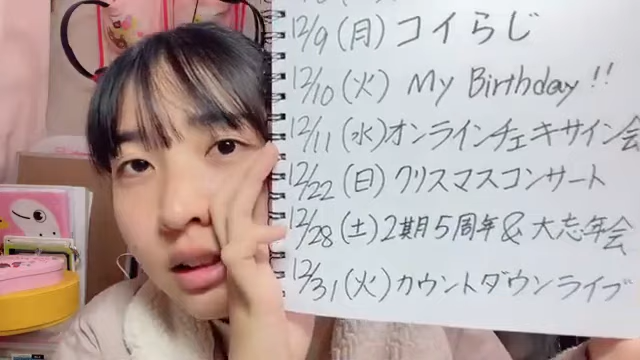 12/9(月)コイらじ
12/10(火) My Birthday!!
12/11(水)オンラインチェキサイン会
12/22(日)クリスマスコンサート
12/28(土)2期5周年&大忘年会
12/31(火)カウントダウンライブ